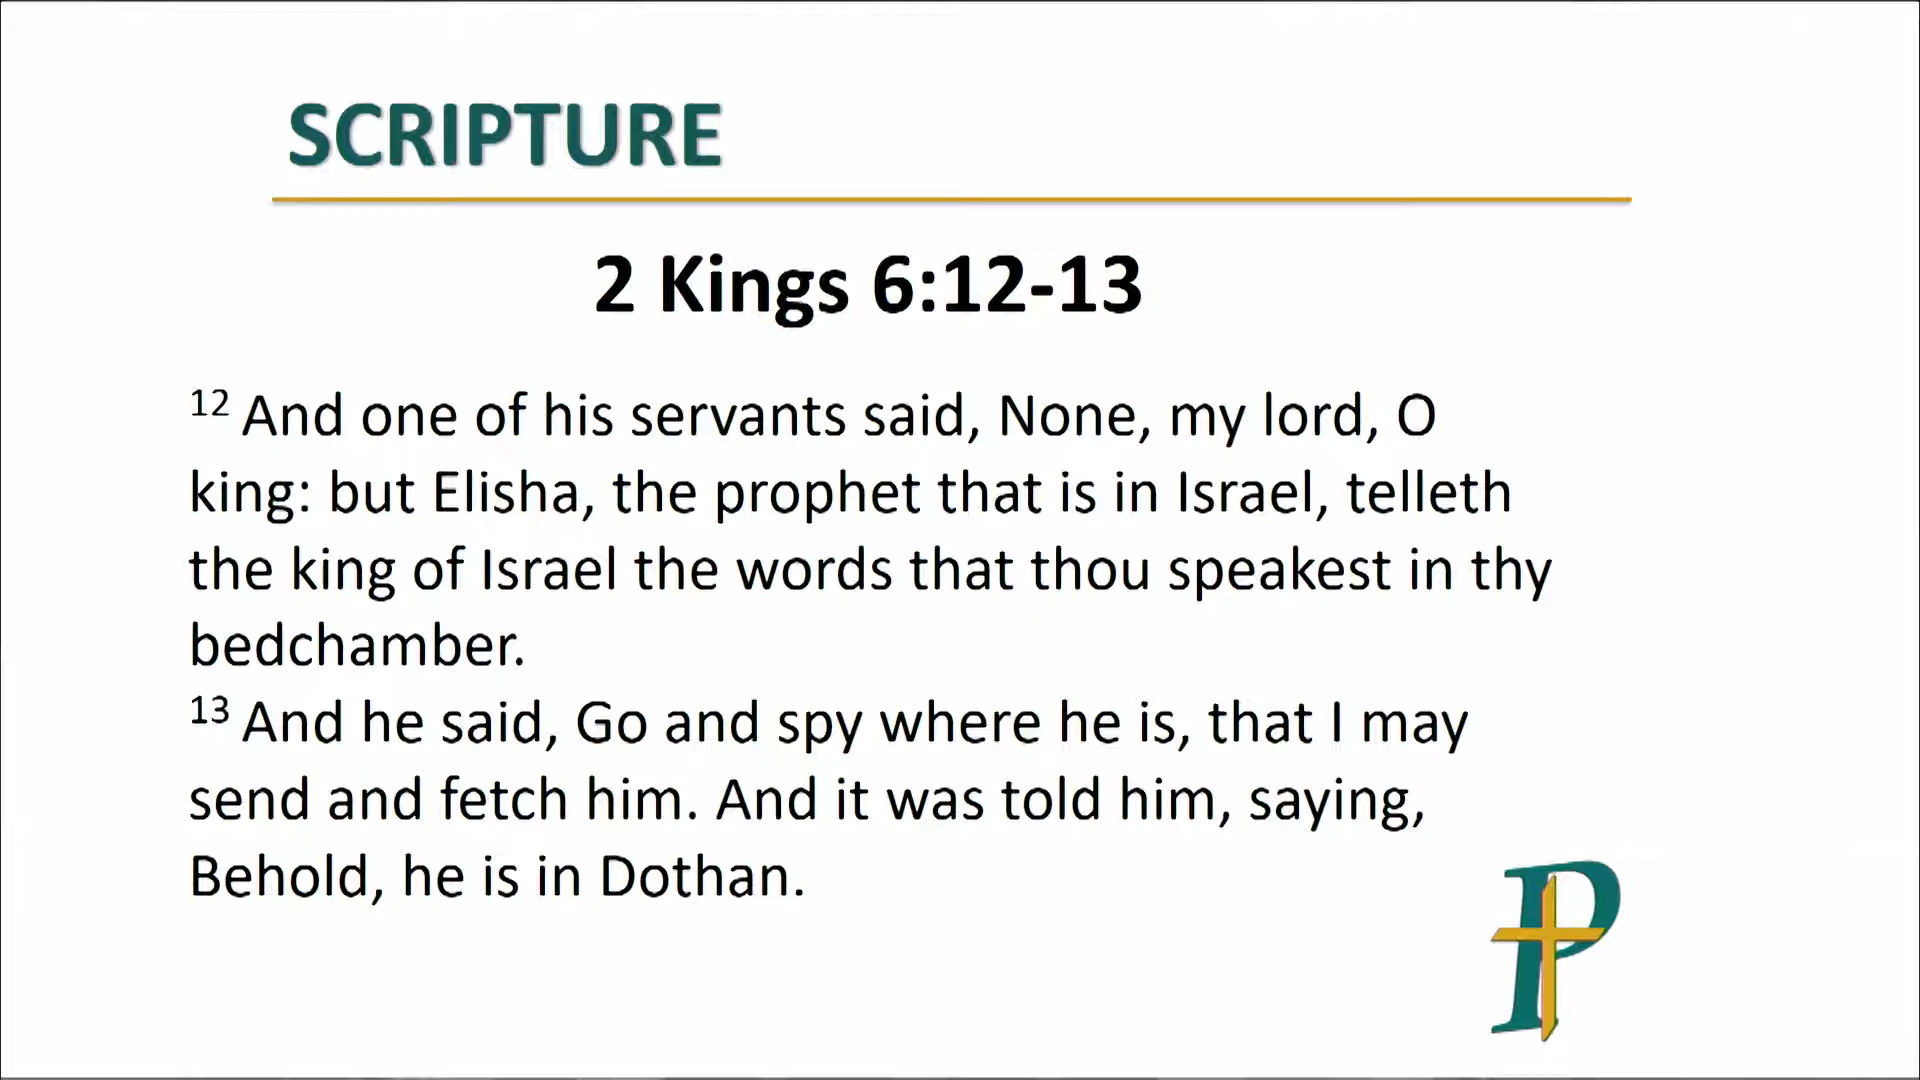 SCRIPTURE
2 Kings 6:12-13
12 And one of his servants said, None, my lord, O
king: but Elisha, the prophet that is in Israel, telleth
the king of Israel the words that thou speakest in thy
bedchamber.
13 And he said, Go and spy where he is, that I may
send and fetch him. And it was told him, saying,
Behold, he is in Dothan.
P